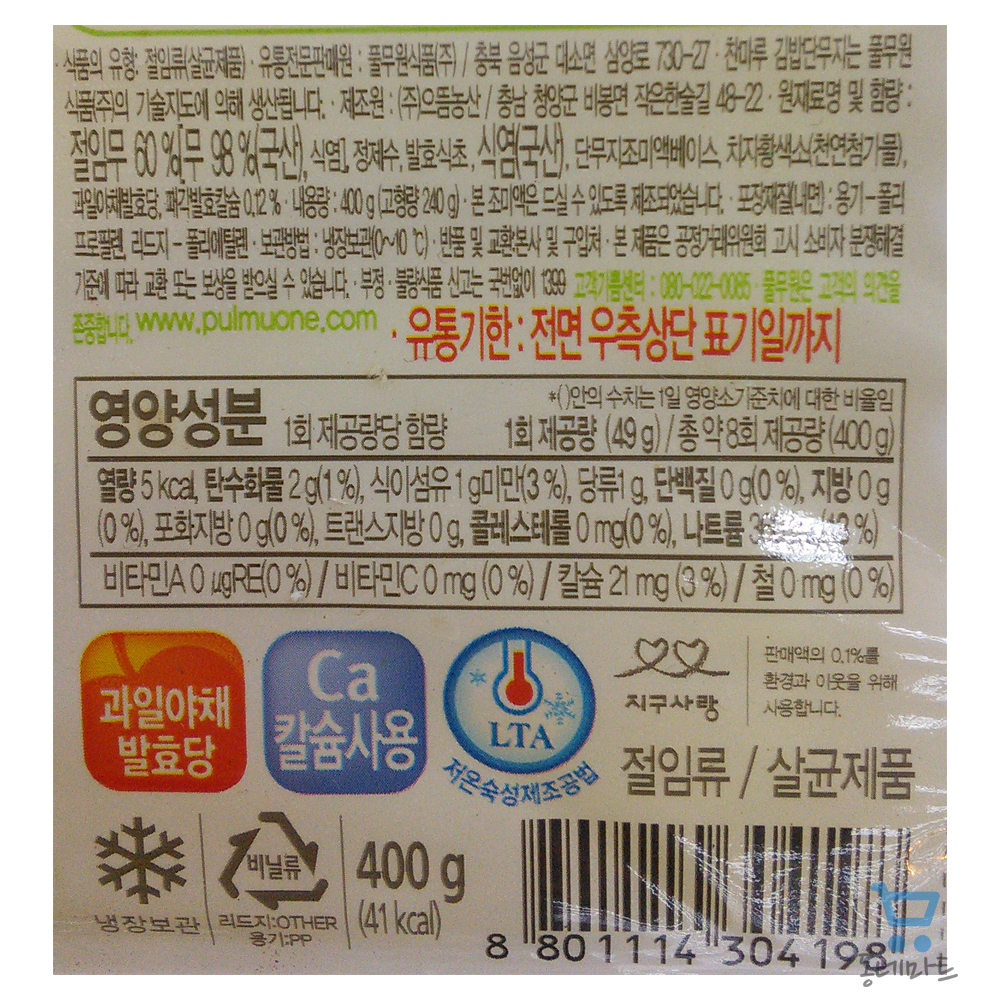 · 식품의 유형: 절임류(살균제품) · 유통전문판매원 : 풀무원식품(주) / 충북 음성군 대소면 삼양로 730-27 · 천마루 김밥단무지는 풀무원
식품(주)의 기술지도에 의해 생산됩니다. · 제조원 : (주)으뜸농산 / 충남 청양군 비봉면 작은한술길 48-22 · 원재료명 및 함량 :
절임무 60 %[무 98 %(국산), 식염], 정제수, 발효식초, 식염(국산), 단무지조미액베이스, 치자황색소(천연첨가물),
과일야채발효당, 패각발효칼슘 0.12 % · 내용량 : 400 g (고형량 240 g) · 본 조미액은 드실 수 있도록 제조되었습니다. · 포장재질(내면) : 용기-폴리
프로필렌, 리드지-폴리에틸렌 · 보관방법 : 냉장보관(0~10 ℃) · 반품 및 교환:본사 및 구입처 · 본 제품은 공정거래위원회 고시 소비자 분쟁해결
기준에 따라 교환 또는 보상을 받으실 수 있습니다. · 부정·불량식품 신고는 국번없이 1399 고객기쁨센터 : 080-022-0085 · 풀무원은 고객의 의견을
존중합니다. www.pulmuone.com · 유통기한 : 전면 우측상단 표기일까지
*( )안의 수치는 1일 영양소기준치에 대한 비율임
영양성분 1회 제공량당 함량 1회 제공량 (49 g) / 총 약 8회 제공량 (400 g)
열량 5 kcal, 탄수화물 2 g(1 %), 식이섬유 1 g미만(3 %), 당류 1 g, 단백질 0 g(0 %), 지방 0 g
(0 %), 포화지방 0 g(0 %), 트랜스지방 0 g, 콜레스테롤 0 mg(0 %), 나트륨
비타민A 0 µgRE(0 %) / 비타민C 0 mg (0 %) / 칼슘 21 mg (3 %) / 철 0 mg (0 %)
과일야채
발효당
Ca
칼슘사용
LTA
저온숙성제조공법
지구사랑
판매액의 0.1%를
환경과 이웃을 위해
사용합니다.
절임류 / 살균제품
냉장보관
비닐류
리드지:OTHER
용기:PP
400 g
(41 kcal)
8 801114 304198
동네마트